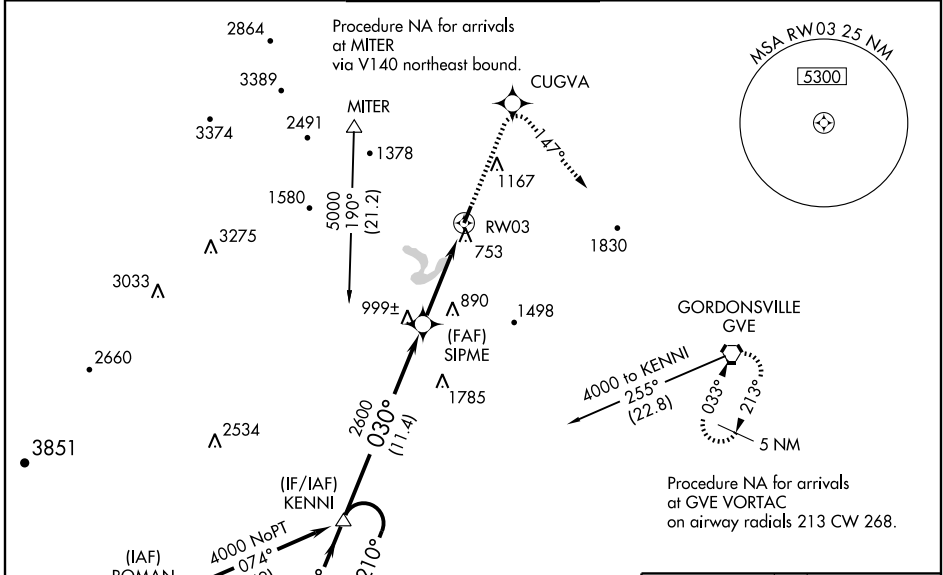 Procedure NA for arrivals
at MITER
via V140 northeast bound.
MSA RW03 25 NM
5300
2864
3389
3374
2491
MITER
1378
CUGVA
147°
1167
1580
5000
190°
(21.2)
RW03
753
1830
3275
3033
999±
890
1498
(FAF)
SIPME
GORDONSVILLE
GVE
4000 to KENNI
255°
(22.8)
033°
213°
5 NM
2660
1785
2600
030°
(11.4)
2534
3851
(IF/IAF)
KENNI
Procedure NA for arrivals
at GVE VORTAC
on airway radials 213 CW 268.
4000 NoPT
074°
210°
(IAF)